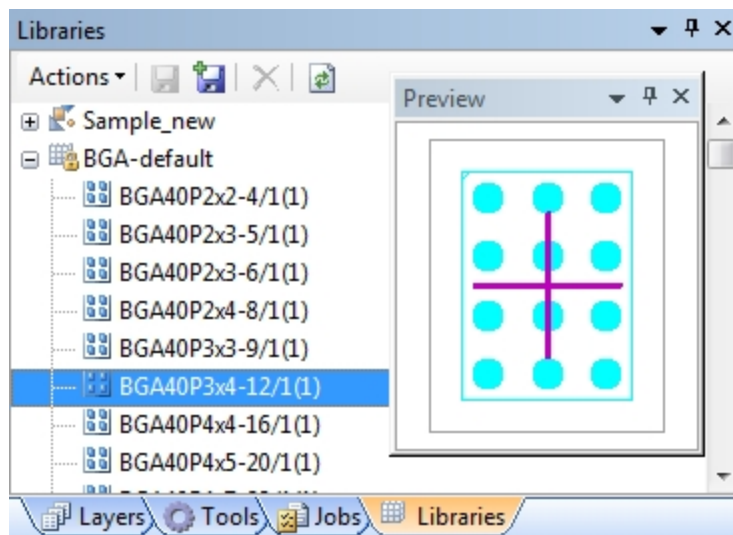 Libraries
Actions
Preview
Sample_new
BGA-default
BGA40P2x2-4/1(1)
BGA40P2x3-5/1(1)
BGA40P2x3-6/1(1)
BGA40P2x4-8/1(1)
BGA40P3x3-9/1(1)
BGA40P3x4-12/1(1)
BGA40P4x4-16/1(1)
BGA40P4x5-20/1(1)
Layers Tools Jobs Libraries